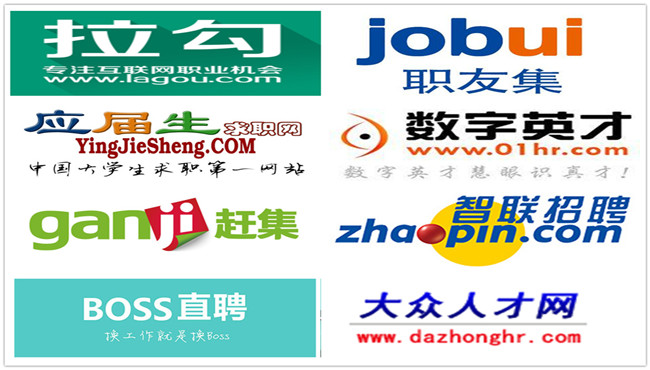 拉勾
专注互联网职业机会
www.lagou.com
jobui
职友集
应届生求职网
YingJieSheng.COM
中国大学生求职第一网站
数字英才
www.01hr.com
数字英才慧眼识真才!
ganji赶集
智联招聘
zhaopin.com
BOSS直聘
换工作就是换Boss
大众人才网
www.dazhonghr.com